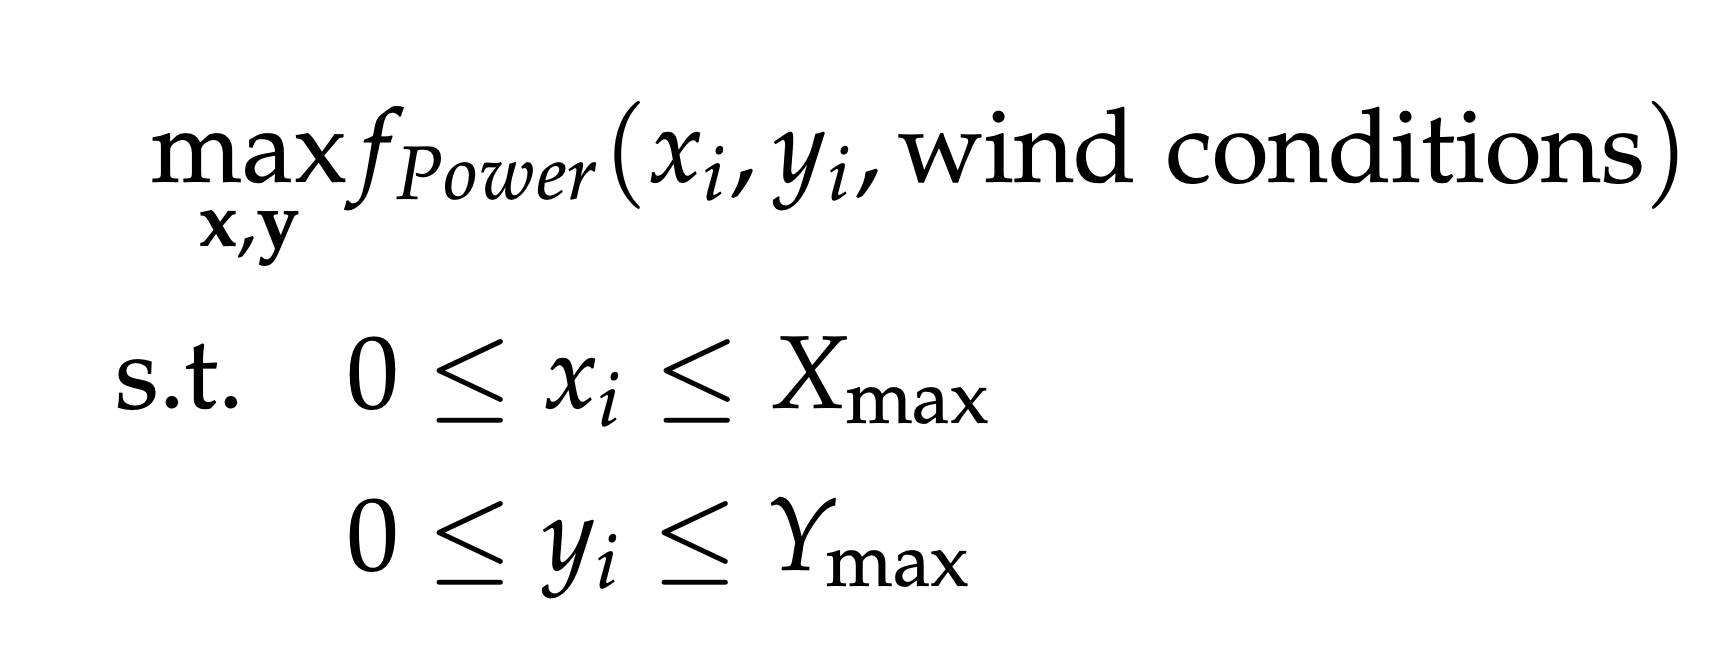 max f_Power(x_i, y_i, wind conditions)
x,y
s.t. 0 ≤ x_i ≤ X_max
0 ≤ y_i ≤ Y_max